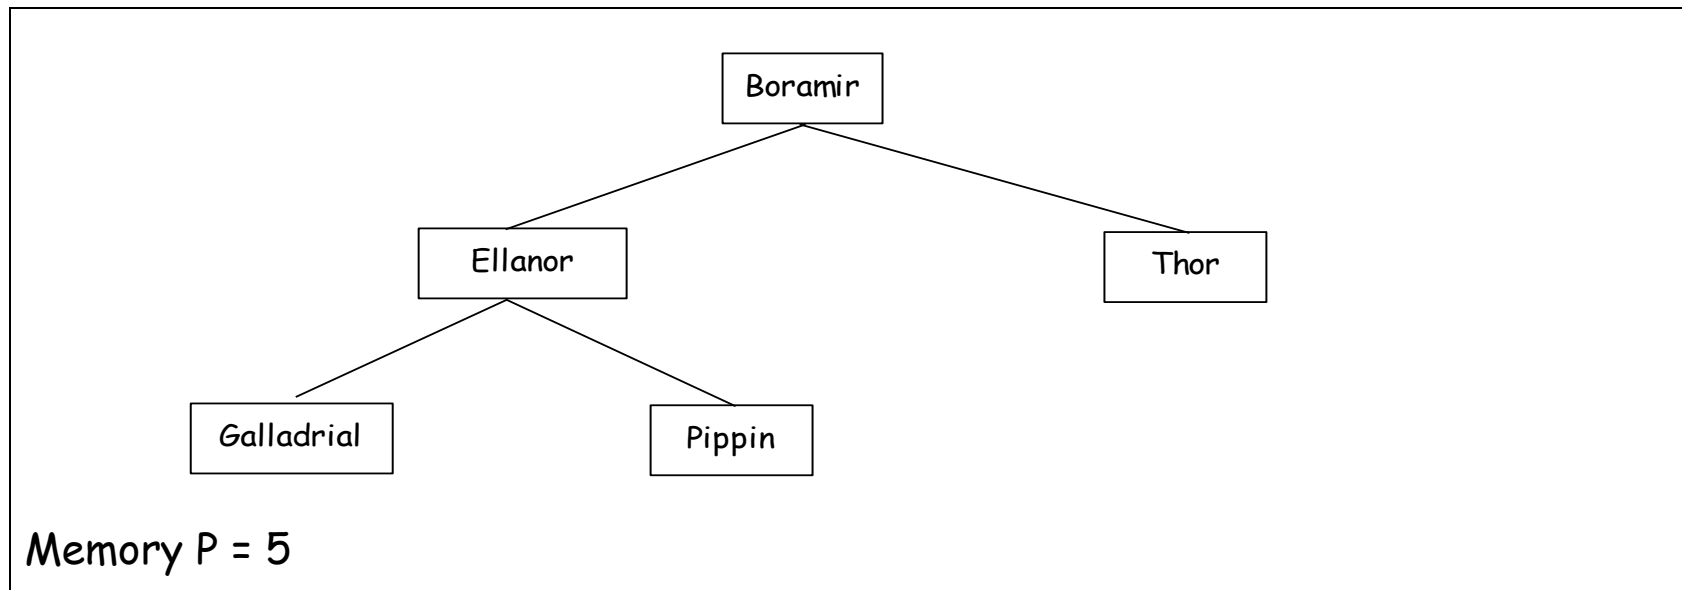 Boramir
Ellanor
Thor
Galladrial
Pippin
Memory P = 5